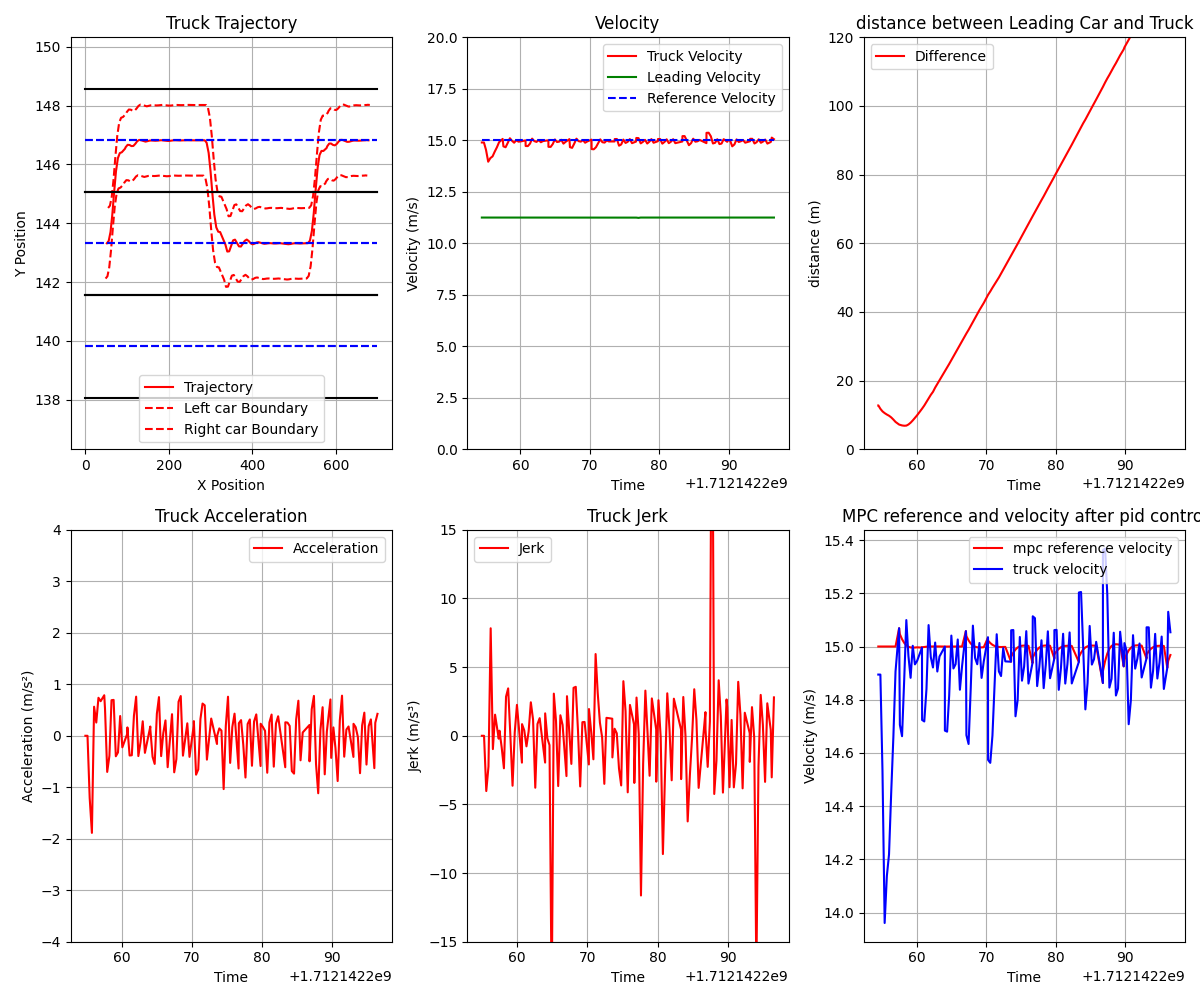 Truck Trajectory
150
148
146
144
142
140
138
Y Position
Trajectory
Left car Boundary
Right car Boundary
0
200
400
600
X Position
Velocity
20.0
17.5
15.0
12.5
10.0
7.5
5.0
2.5
0.0
Velocity (m/s)
Truck Velocity
Leading Velocity
Reference Velocity
60
70
80
90
Time
+1.7121422e9
distance between Leading Car and Truck
120
100
80
60
40
20
0
distance (m)
Difference
60
70
80
90
Time
+1.7121422e9
Truck Acceleration
4
3
2
1
0
−1
−2
−3
−4
Acceleration (m/s²)
Acceleration
60
70
80
90
Time
+1.7121422e9
Truck Jerk
15
10
5
0
−5
−10
−15
Jerk (m/s³)
Jerk
60
70
80
90
Time
+1.7121422e9
MPC reference and velocity after pid contro
15.4
15.2
15.0
14.8
14.6
14.4
14.2
14.0
Velocity (m/s)
mpc reference velocity
truck velocity
60
70
80
90
Time
+1.7121422e9